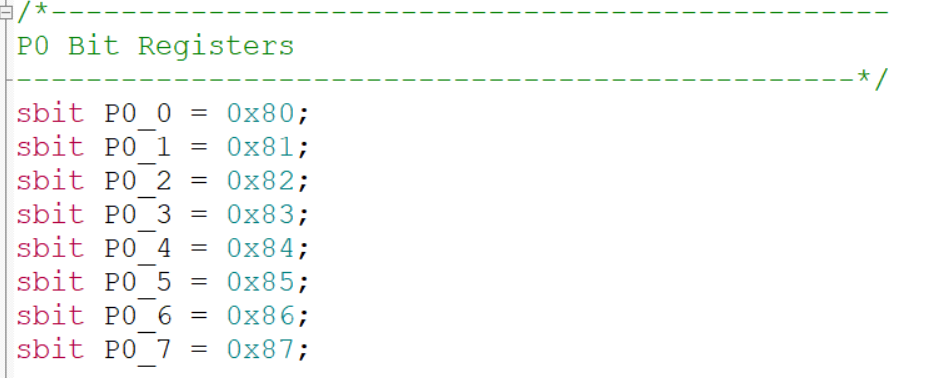 /*------------------------------------------------
P0 Bit Registers
------------------------------------------------*/
sbit P0_0 = 0x80;
sbit P0_1 = 0x81;
sbit P0_2 = 0x82;
sbit P0_3 = 0x83;
sbit P0_4 = 0x84;
sbit P0_5 = 0x85;
sbit P0_6 = 0x86;
sbit P0_7 = 0x87;